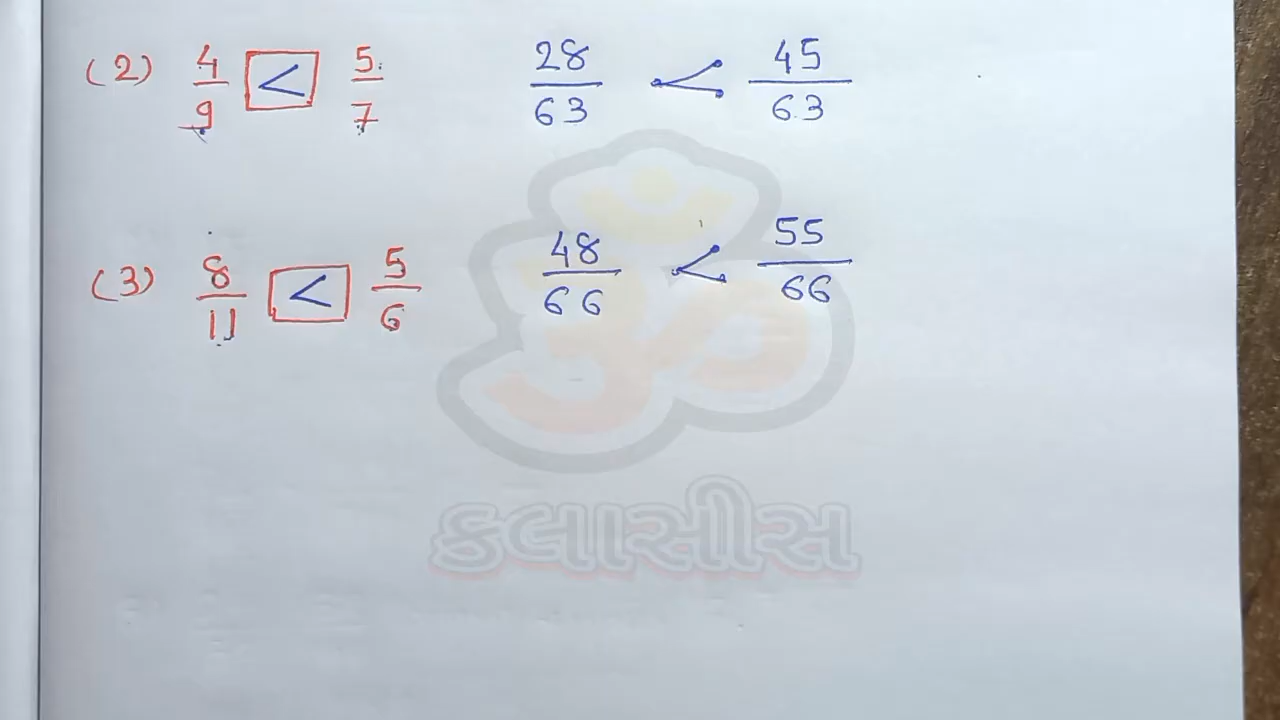 (2) 4/9 < 5/7 28/63 < 45/63
(3) 8/11 < 5/6 48/66 < 55/66
ૐ
ક્લાસીસ